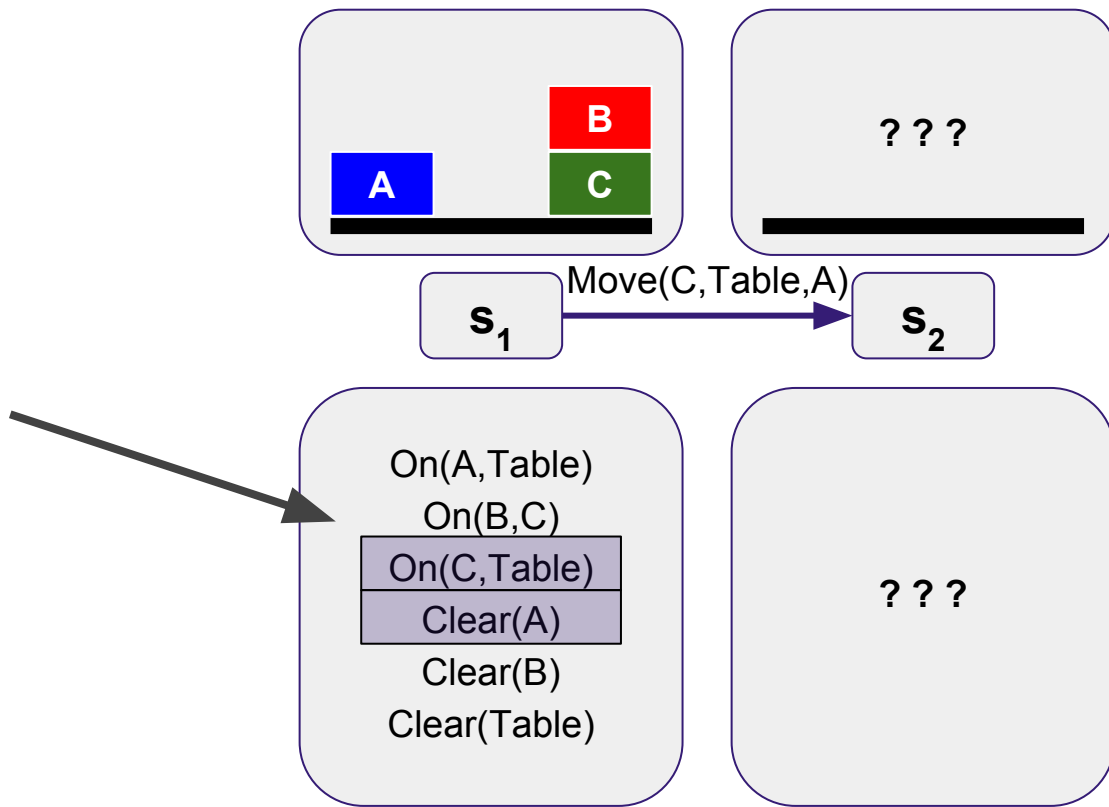 B
A
C
? ? ?
Move(C,Table,A)
s1
s2
On(A,Table)
On(B,C)
On(C,Table)
Clear(A)
Clear(B)
Clear(Table)
? ? ?